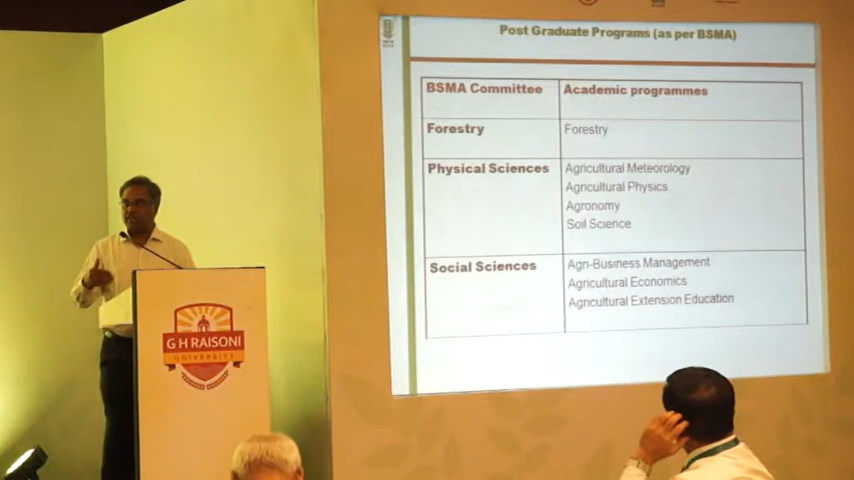 Post Graduate Programs (as per BSMA)
BSMA Committee
Academic programmes
Forestry
Forestry
Physical Sciences
Agricultural Meteorology
Agricultural Physics
Agronomy
Soil Science
Social Sciences
Agri-Business Management
Agricultural Economics
Agricultural Extension Education
G H RAISONI
UNIVERSITY